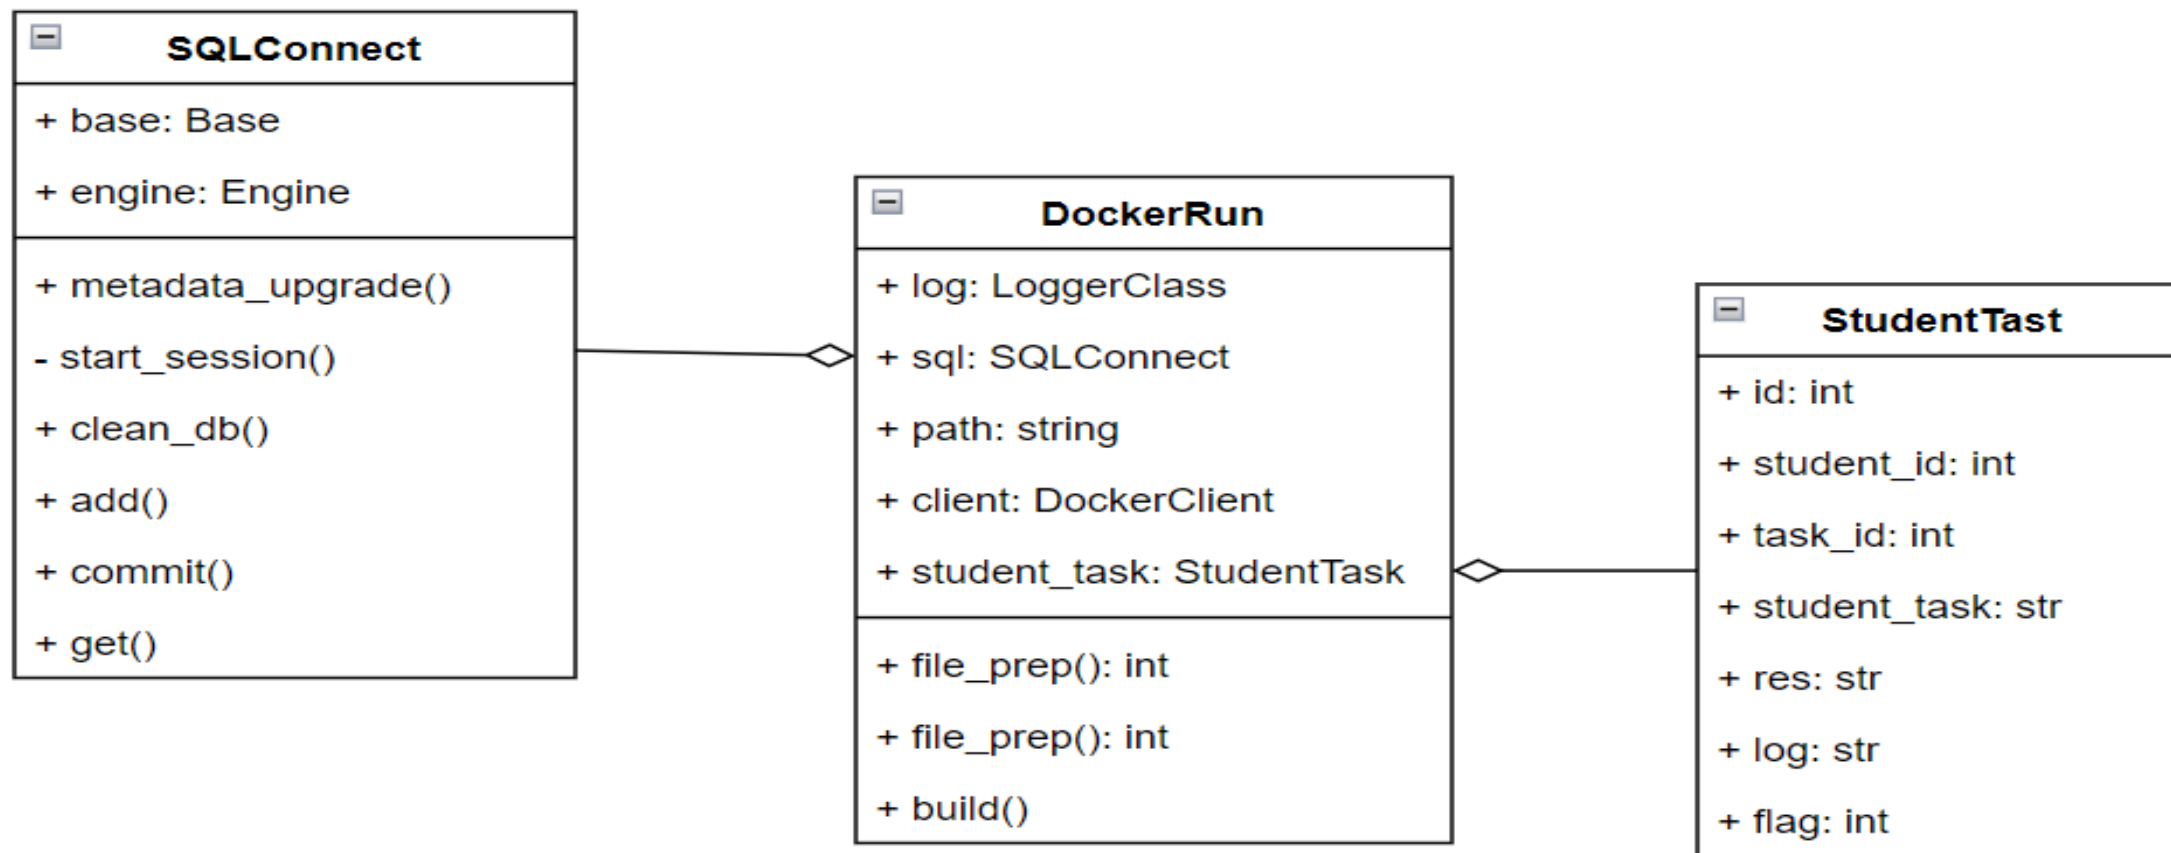 SQLConnect
+ base: Base
+ engine: Engine
+ metadata_upgrade()
- start_session()
+ clean_db()
+ add()
+ commit()
+ get()
DockerRun
+ log: LoggerClass
+ sql: SQLConnect
+ path: string
+ client: DockerClient
+ student_task: StudentTask
+ file_prep(): int
+ file_prep(): int
+ build()
StudentTast
+ id: int
+ student_id: int
+ task_id: int
+ student_task: str
+ res: str
+ log: str
+ flag: int